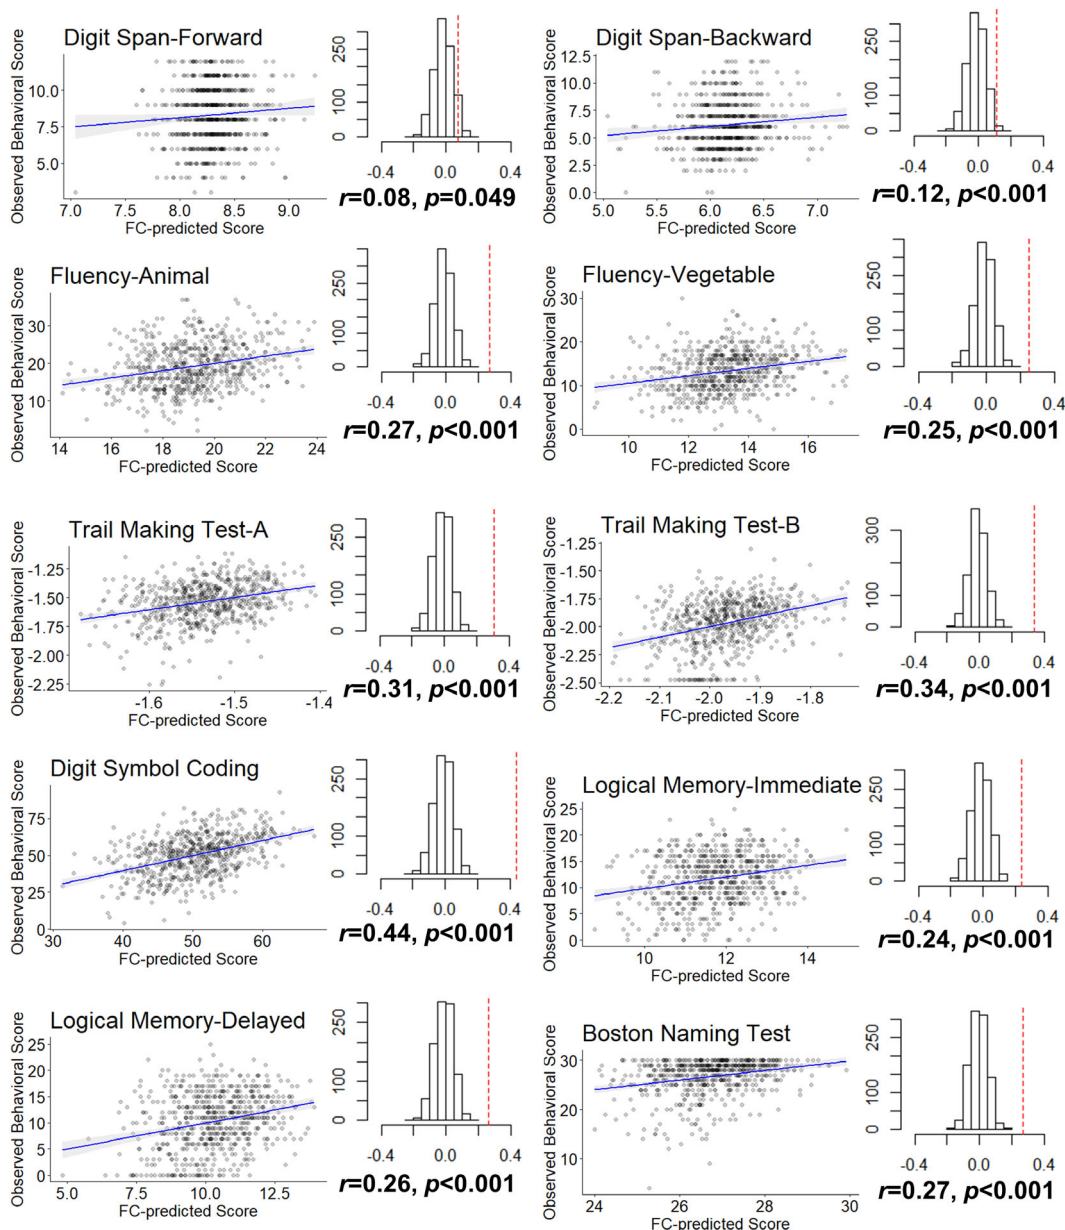 Digit Span-Forward
Observed Behavioral Score
10.0
7.5
5.0
7.0 7.5 8.0 8.5 9.0
FC-predicted Score
250
100
0
-0.4 0.0 0.4
r=0.08, p=0.049
Digit Span-Backward
Observed Behavioral Score
12.5
10.0
7.5
5.0
2.5
0.0
5.0 5.5 6.0 6.5 7.0
FC-predicted Score
250
100
0
-0.4 0.0 0.4
r=0.12, p<0.001
Fluency-Animal
Observed Behavioral Score
30
20
10
14 16 18 20 22 24
FC-predicted Score
250
100
0
-0.4 0.0 0.4
r=0.27, p<0.001
Fluency-Vegetable
Observed Behavioral Score
30
20
10
0
10 12 14 16
FC-predicted Score
250
100
0
-0.4 0.0 0.4
r=0.25, p<0.001
Trail Making Test-A
Observed Behavioral Score
-1.25
-1.50
-1.75
-2.00
-2.25
-1.6 -1.5 -1.4
FC-predicted Score
250
100
0
-0.4 0.0 0.4
r=0.31, p<0.001
Trail Making Test-B
Observed Behavioral Score
-1.25
-1.50
-1.75
-2.00
-2.25
-2.50
-2.2 -2.1 -2.0 -1.9 -1.8
FC-predicted Score
300
100
0
-0.4 0.0 0.4
r=0.34, p<0.001
Digit Symbol Coding
Observed Behavioral Score
75
50
25
0
30 40 50 60
FC-predicted Score
250
100
0
-0.4 0.0 0.4
r=0.44, p<0.001
Logical Memory-Immediate
Observed Behavioral Score
25
20
15
10
5
0
10 12 14
FC-predicted Score
250
100
0
-0.4 0.0 0.4
r=0.24, p<0.001
Logical Memory-Delayed
Observed Behavioral Score
25
20
15
10
5
0
5.0 7.5 10.0 12.5
FC-predicted Score
250
100
0
-0.4 0.0 0.4
r=0.26, p<0.001
Boston Naming Test
Observed Behavioral Score
30
20
10
24 26 28 30
FC-predicted Score
250
100
0
-0.4 0.0 0.4
r=0.27, p<0.001